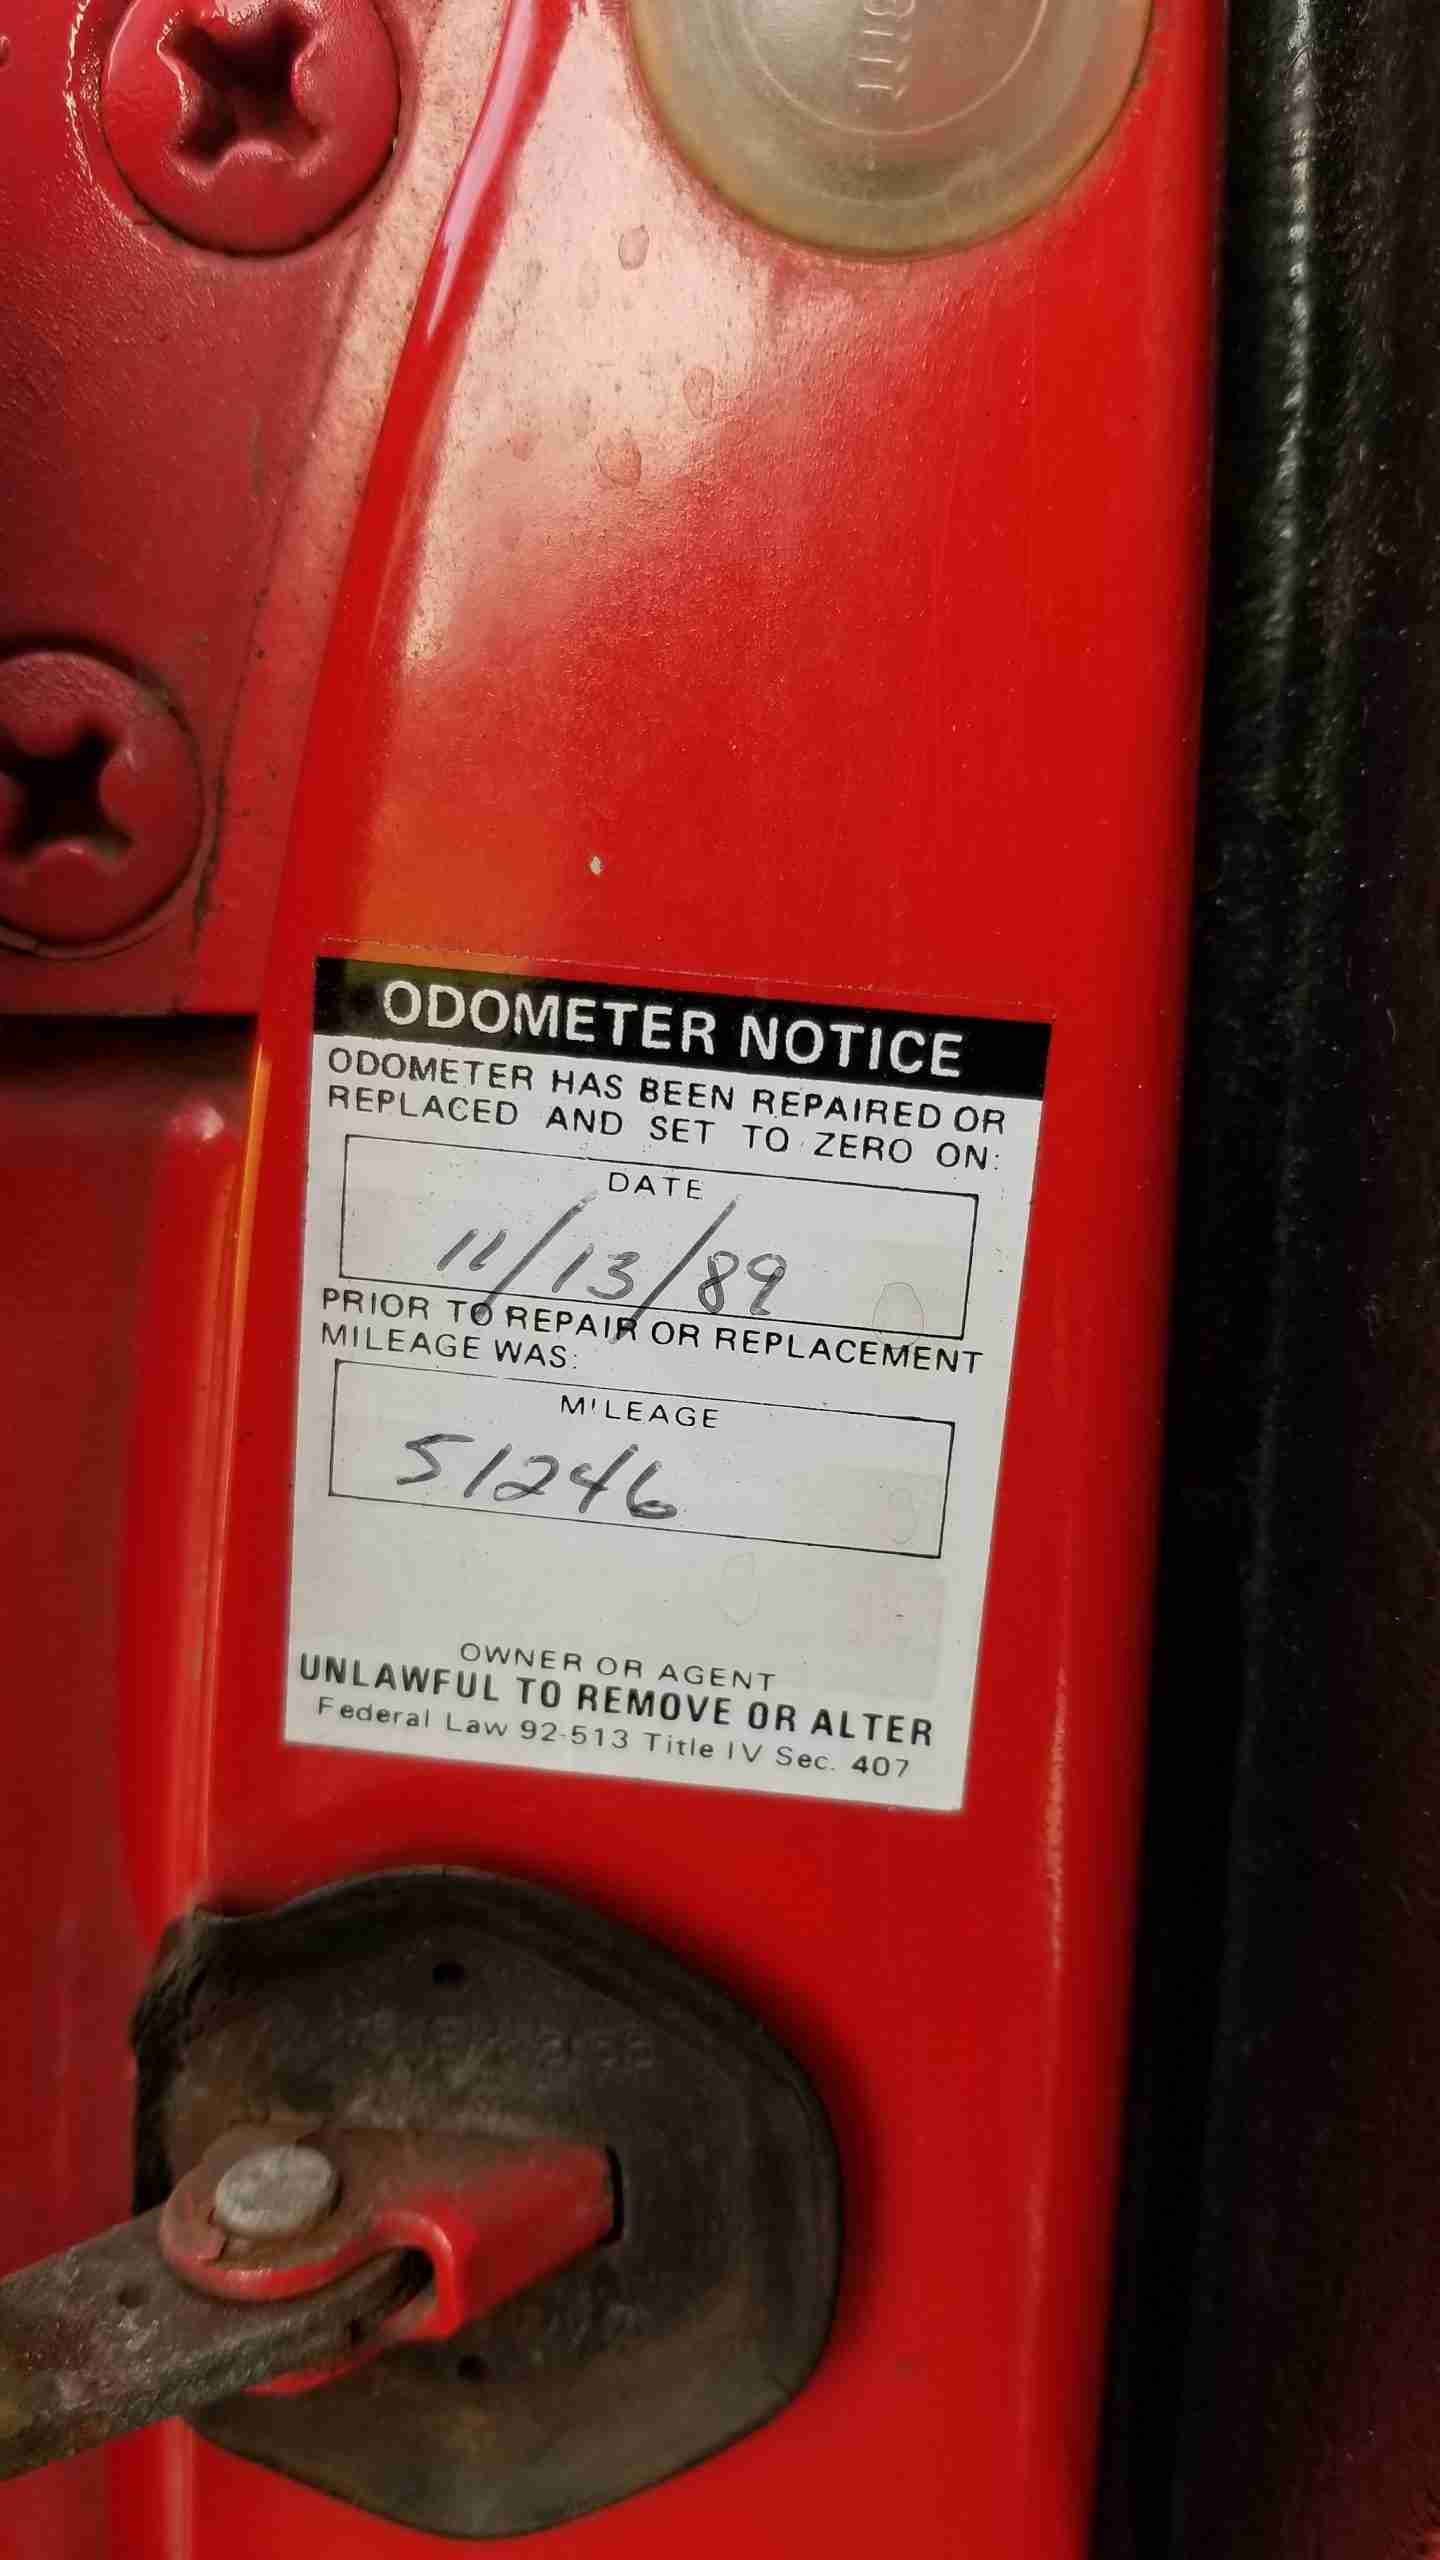 ODOMETER NOTICE
ODOMETER HAS BEEN REPAIRED OR
REPLACED AND SET TO ZERO ON:
DATE
11/13/89
PRIOR TO REPAIR OR REPLACEMENT
MILEAGE WAS:
MILEAGE
51246
OWNER OR AGENT
UNLAWFUL TO REMOVE OR ALTER
Federal Law 92-513 Title IV Sec. 407